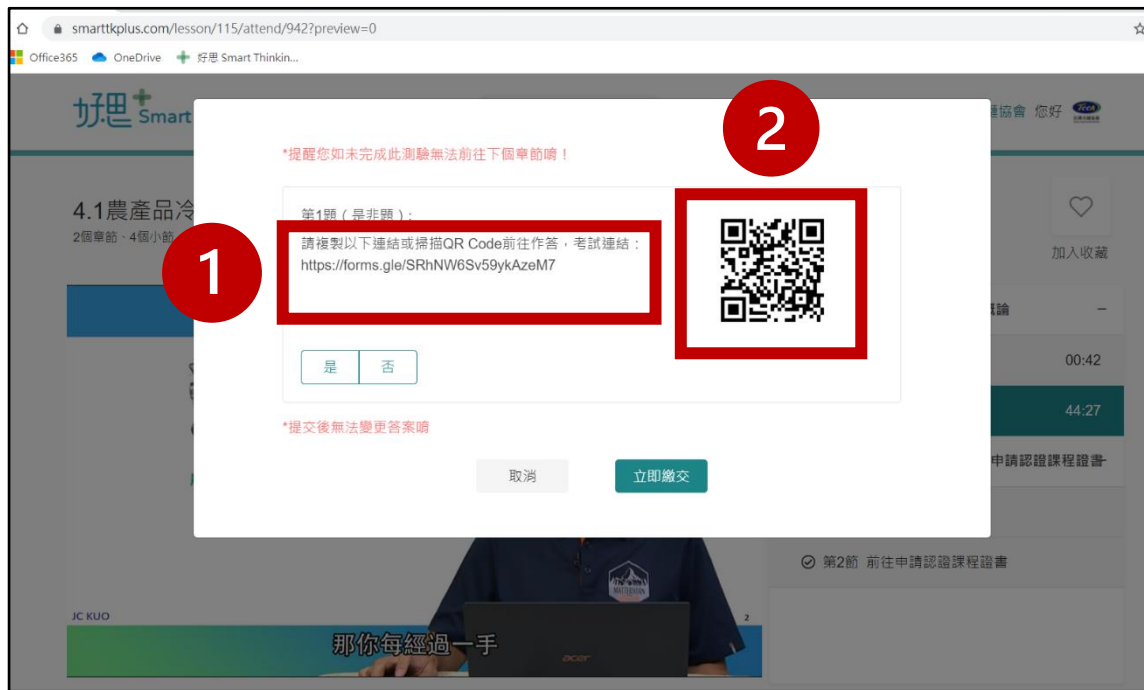 smarttkplus.com/lesson/115/attend/942?preview=0
Office365 OneDrive 好思 Smart Thinkin...
好思+ Smart
協會 您好
2
*提醒您如未完成此測驗無法前往下個章節唷！
4.1農產品冷
2個章節、4個小節
加入收藏
第1題 ( 是非題 ) :
1
請複製以下連結或掃描QR Code前往作答，考試連結：
https://forms.gle/SRhNW6Sv59ykAzeM7
論 −
00:42
是 否
44:27
*提交後無法變更答案唷
申請認證課程證書
取消 立即繳交
第2節 前往申請認證課程證書
MATTERHORN
JC KUO
2
那你每經過一手
acer